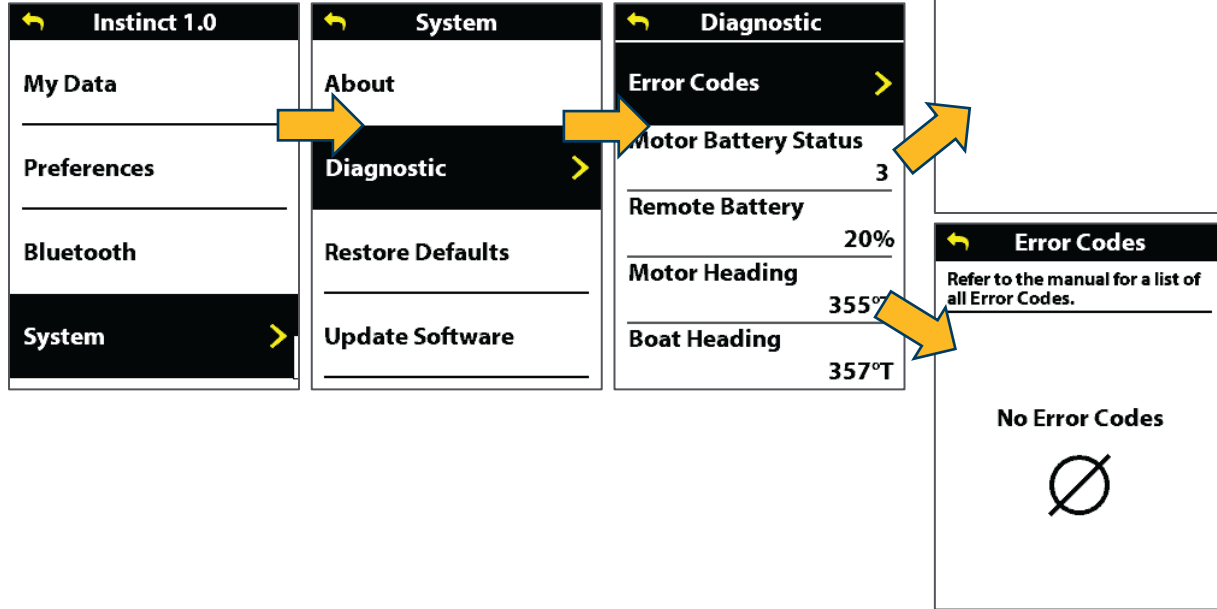 Instinct 1.0
My Data
Preferences
Bluetooth
System
System
About
Diagnostic
Restore Defaults
Update Software
Diagnostic
Error Codes
Motor Battery Status
3
Remote Battery
20%
Motor Heading
355°T
Boat Heading
357°T
Error Codes
Refer to the manual for a list of
all Error Codes.
No Error Codes